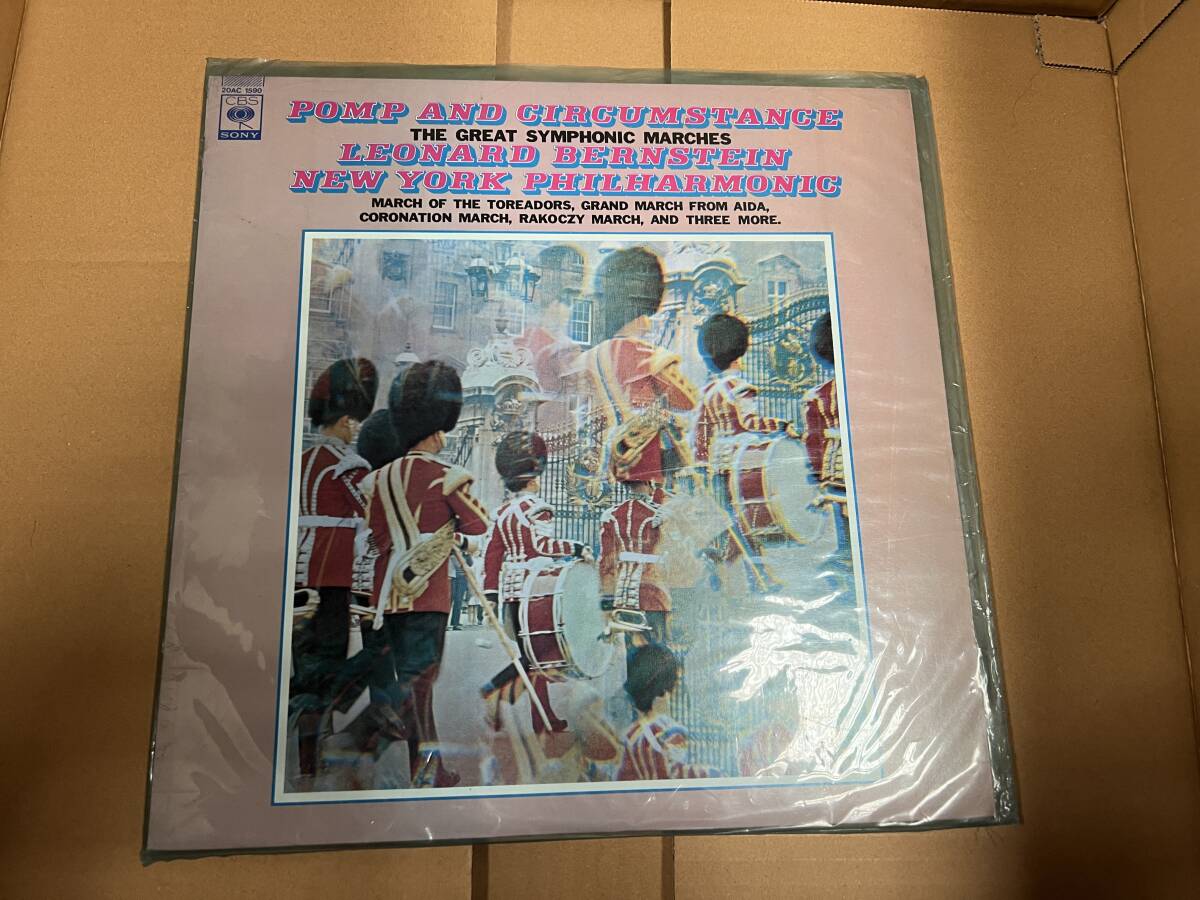 20AC 1590
CBS
SONY
POMP AND CIRCUMSTANCE
THE GREAT SYMPHONIC MARCHES
LEONARD BERNSTEIN
NEW YORK PHILHARMONIC
MARCH OF THE TOREADORS, GRAND MARCH FROM AIDA,
CORONATION MARCH, RAKOCZY MARCH, AND THREE MORE.